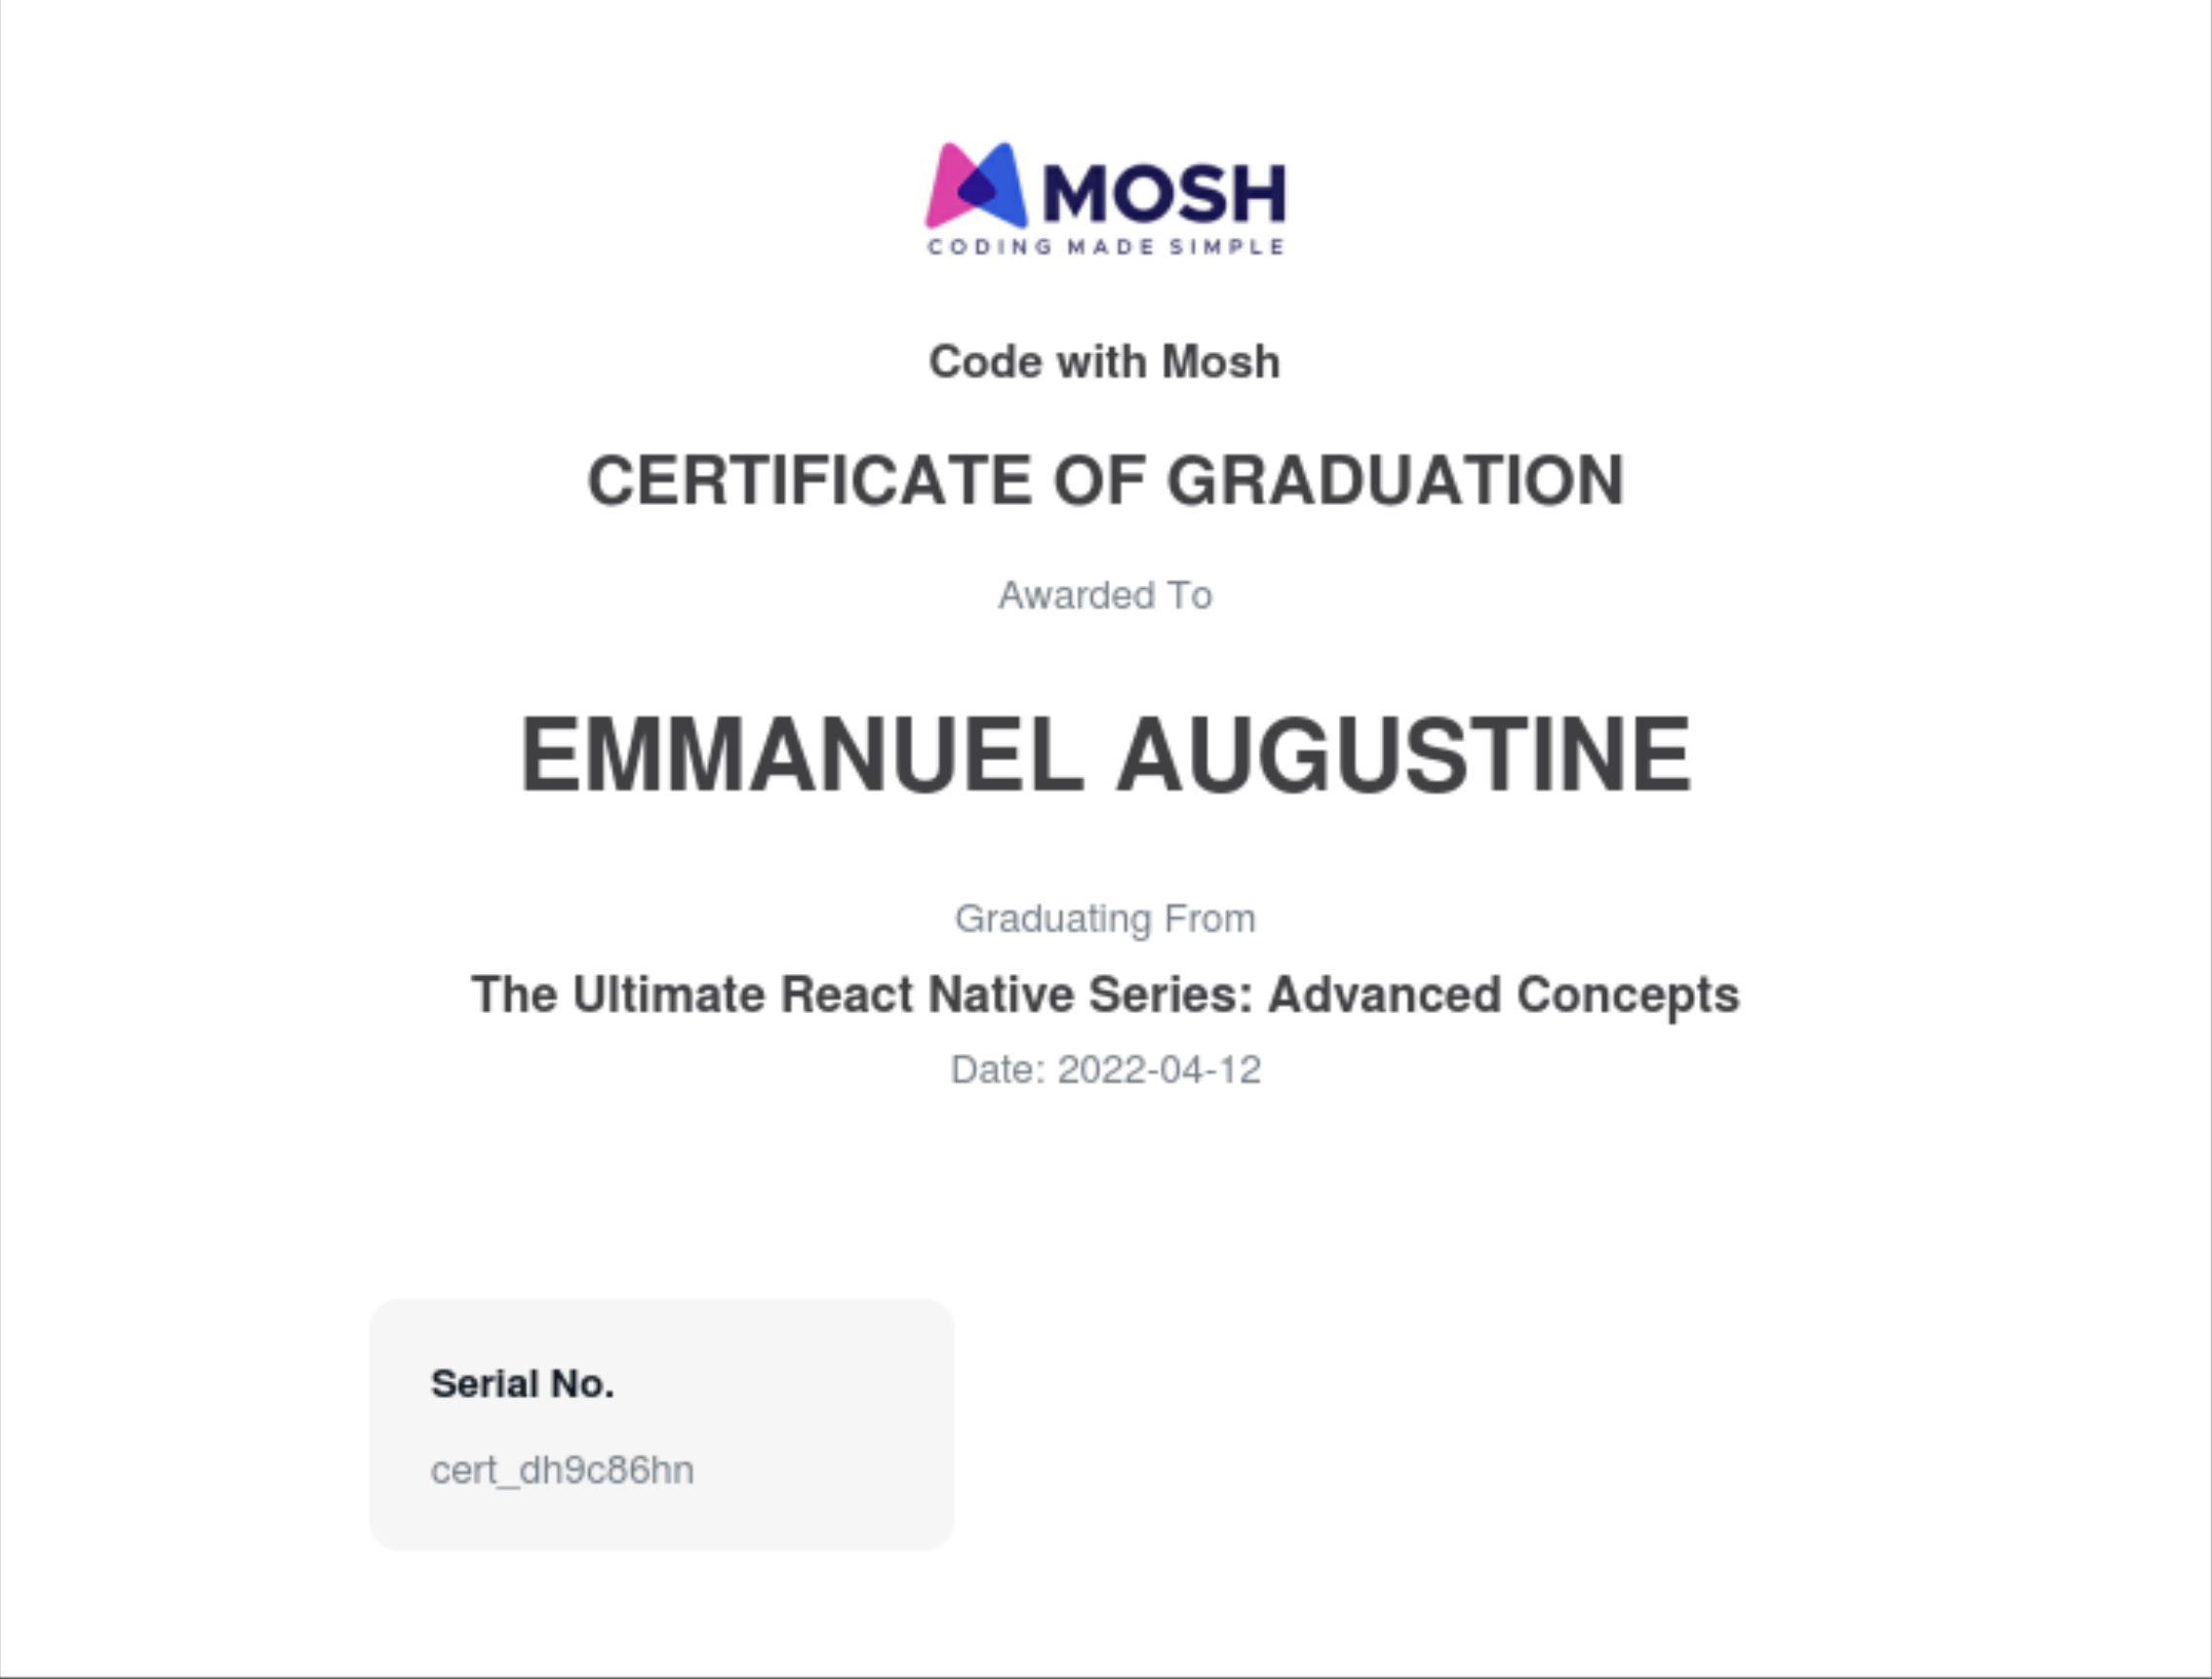 MOSH
CODING MADE SIMPLE
Code with Mosh
CERTIFICATE OF GRADUATION
Awarded To
EMMANUEL AUGUSTINE
Graduating From
The Ultimate React Native Series: Advanced Concepts
Date: 2022-04-12
Serial No.
cert_dh9c86hn